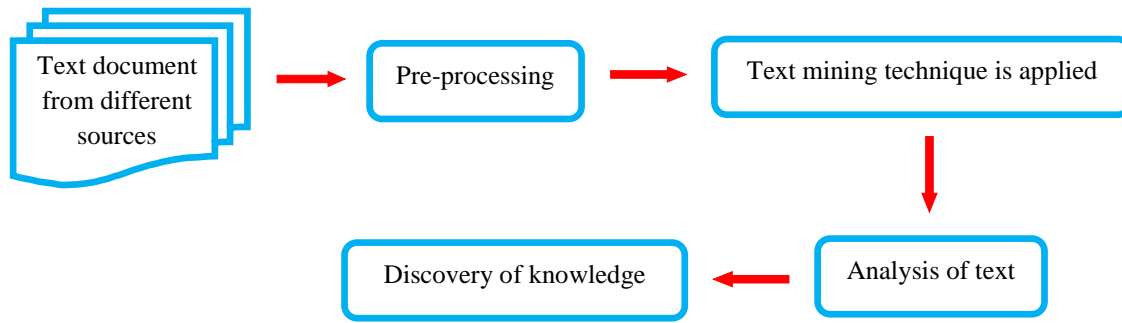 Text document
from different
sources
Pre-processing
Text mining technique is applied
Analysis of text
Discovery of knowledge